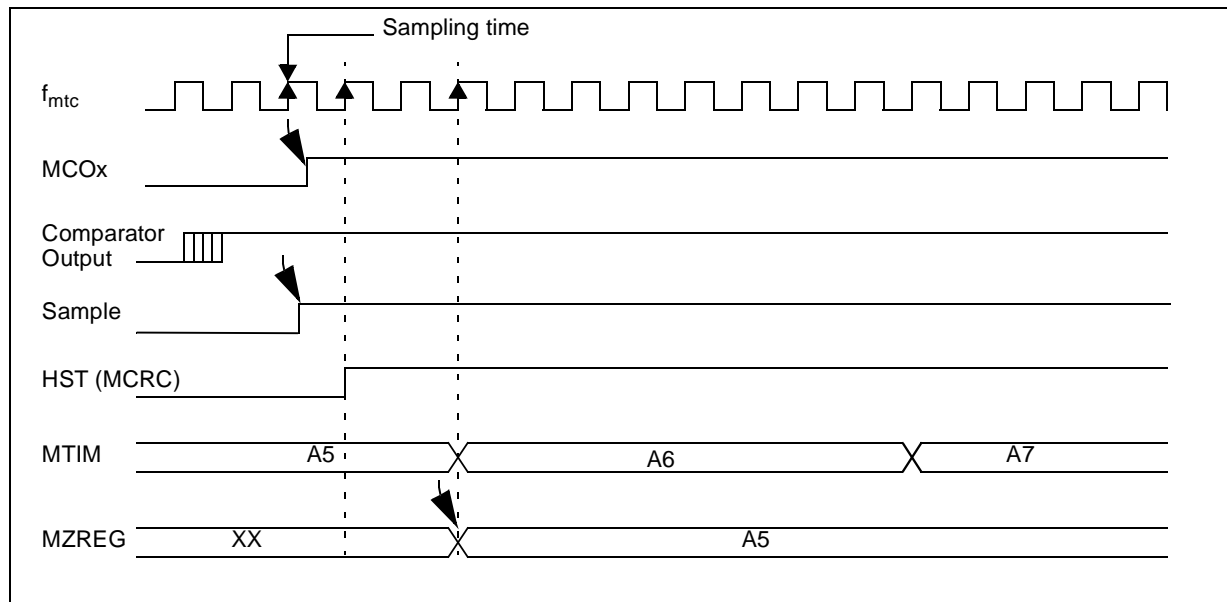 Sampling time
fmtc
MCOx
Comparator
Output
Sample
HST (MCRC)
MTIM A5 A6 A7
MZREG XX A5